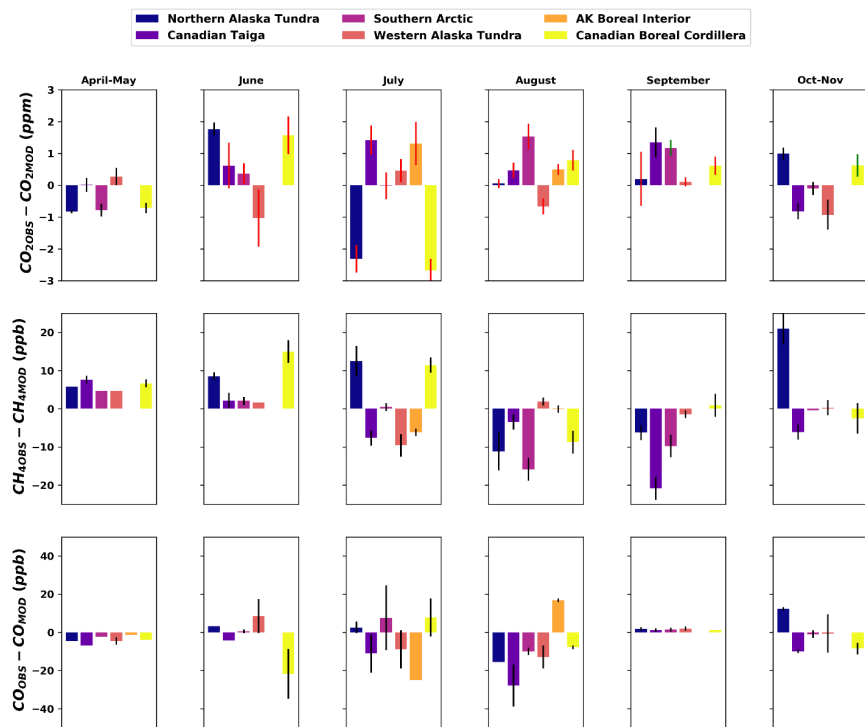 Northern Alaska Tundra Southern Arctic AK Boreal Interior
Canadian Taiga Western Alaska Tundra Canadian Boreal Cordillera
April-May June July August September Oct-Nov
CO2OBS − CO2MOD (ppm)
3
2
1
0
−1
−2
−3
CH4OBS − CH4MOD (ppb)
20
10
0
−10
−20
COOBS − COMOD (ppb)
40
20
0
−20
−40